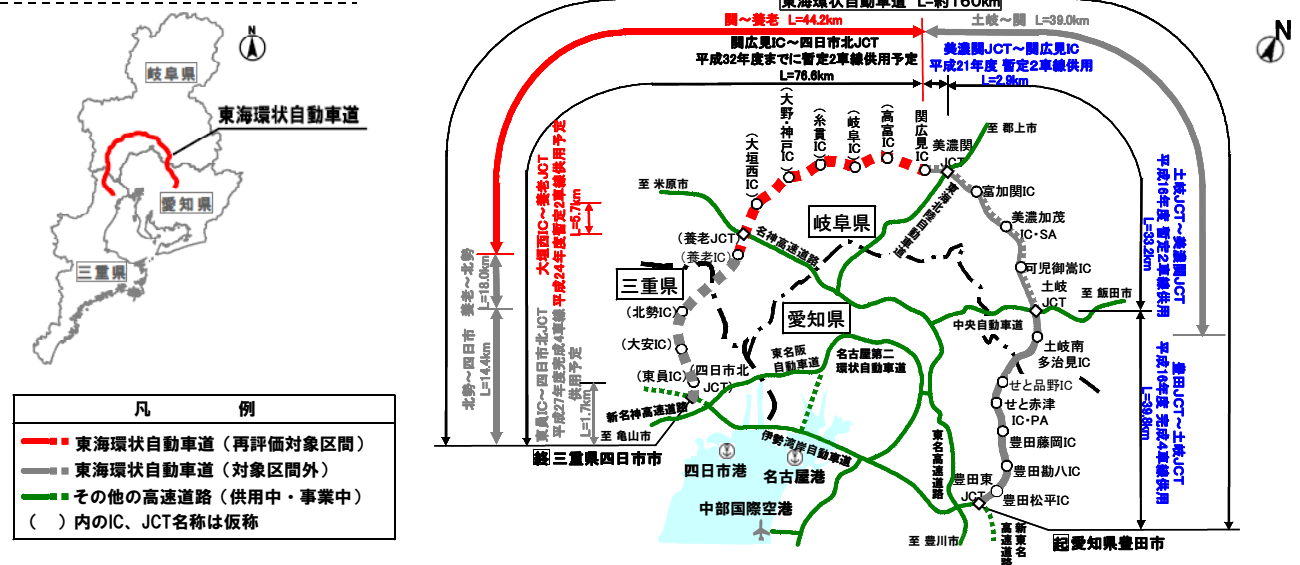 東海環状自動車道 L=約160km
関～養老 L=44.2km
土岐～関 L=39.0km
関広見IC～四日市北JCT
平成32年度までに暫定2車線供用予定
L=76.6km
美濃関JCT～関広見IC
平成21年度 暫定2車線供用
L=2.9km
N
N
岐阜県
東海環状自動車道
愛知県
三重県
大垣西IC～養老JCT
平成24年度暫定2車線供用予定
L=5.7km
養老～北勢
L=18.0km
北勢～四日市
L=14.4km
東員IC～四日市北JCT
平成27年度完成4車線
供用予定
L=1.7km
土岐JCT～美濃関JCT
平成16年度 暫定2車線供用
L=33.2km
豊田JCT～土岐JCT
平成16年度 完成4車線供用
L=39.8km
(大垣西IC)
(大野・神戸IC)
(糸貫IC)
(岐阜IC)
(高富IC)
関広見IC
美濃関
JCT
至 郡上市
富加関IC
美濃加茂
IC・SA
可児御嵩IC
土岐
JCT
至 飯田市
至 米原市
(養老JCT)
(養老IC)
名神高速道路
東海北陸自動車道
岐阜県
三重県
愛知県
(北勢IC)
(大安IC)
(東員IC)
(四日市北
JCT)
中央自動車道
土岐南
多治見IC
東名阪
自動車道
名古屋第二
環状自動車道
せと品野IC
せと赤津
IC・PA
豊田藤岡IC
豊田勘八IC
豊田東
JCT
豊田松平IC
新名神高速道路
至 亀山市
伊勢湾岸自動車道
東名高速道路
終 三重県四日市市
四日市港
名古屋港
中部国際空港
至 豊川市
新東名
高速道路
起 愛知県豊田市
凡 例
東海環状自動車道（再評価対象区間）
東海環状自動車道（対象区間外）
その他の高速道路（供用中・事業中）
（ ）内のIC、JCT名称は仮称